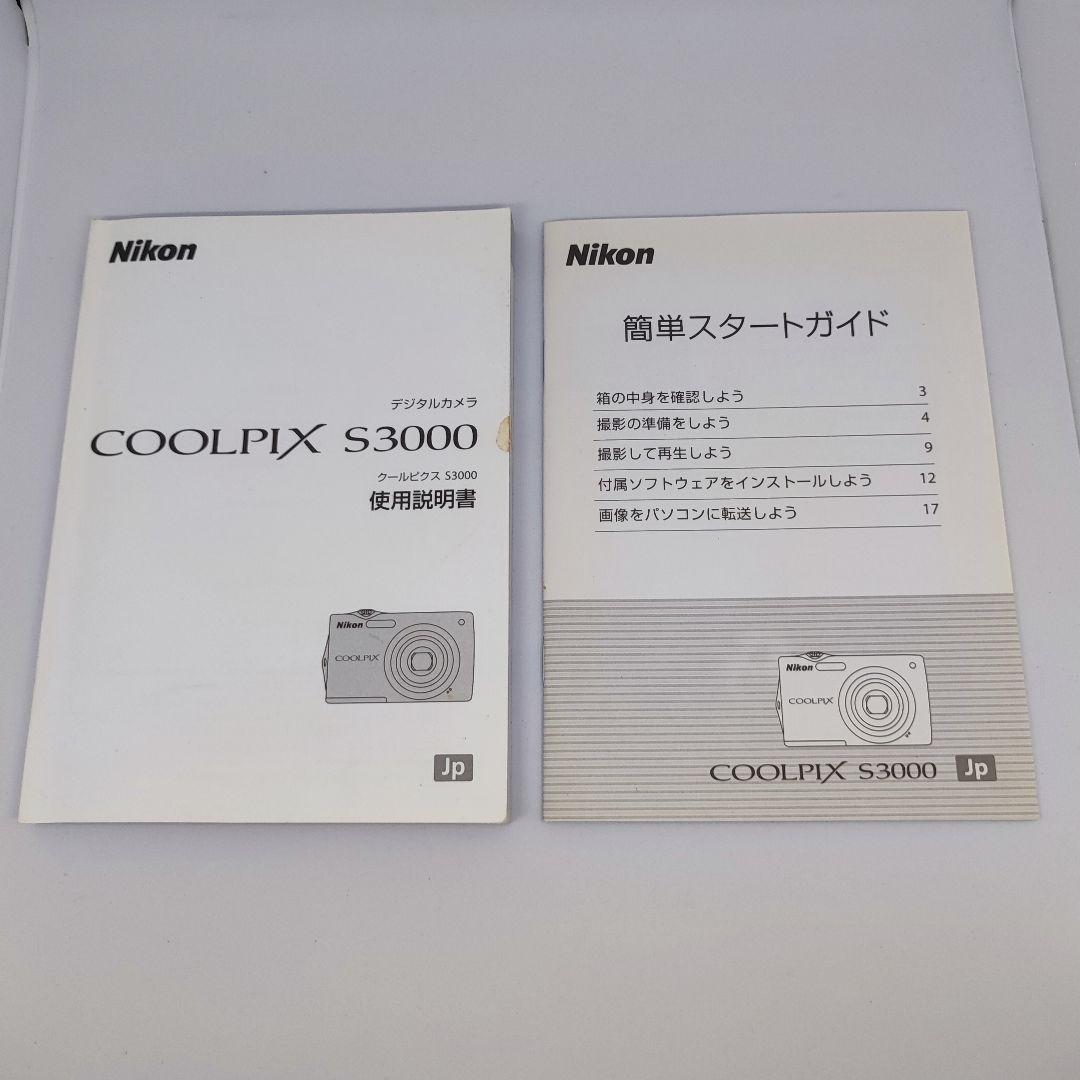 Nikon
デジタルカメラ
COOLPIX S3000
クールピクス S3000
使用説明書
Nikon
COOLPIX
Jp
Nikon
簡単スタートガイド
箱の中身を確認しよう 3
撮影の準備をしよう 4
撮影して再生しよう 9
付属ソフトウェアをインストールしよう 12
画像をパソコンに転送しよう 17
Nikon
COOLPIX
COOLPIX S3000 Jp